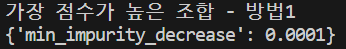 가장 점수가 높은 조합 - 방법1
{'min_impurity_decrease': 0.0001}